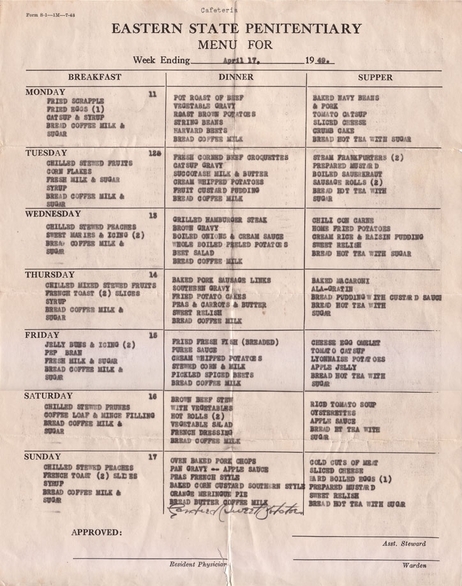 Cafeteria
Form 8-5—1M—7-48
EASTERN STATE PENITENTIARY
MENU FOR
Week Ending April 17, 1949.
BREAKFAST DINNER SUPPER
MONDAY 11
FRIED SCRAPPLE
FRIED EGGS (1)
CATSUP & SYRUP
BREAD COFFEE MILK &
SUGAR
POT ROAST OF BEEF
VEGETABLE GRAVY
ROAST BROWN POTATOES
STRING BEANS
HARVARD BEETS
BREAD COFFEE MILK
BAKED NAVY BEANS
& PORK
TOMATO CATSUP
SLICED CHEESE
CRUMB CAKE
BREAD HOT TEA WITH SUGAR
TUESDAY 12
CHILLED STEWED FRUITS
CORN FLAKES
FRESH MILK & SUGAR
SYRUP
BREAD COFFEE MILK &
SUGAR
FRESH CORNED BEEF CROQUETTES
CATSUP GRAVY
SUCCOTASH MILK & BUTTER
CREAM WHIPPED POTATOES
FRUIT CUSTARD PUDDING
BREAD COFFEE MILK
STEAM FRANKFURTERS (2)
PREPARED MUSTARD
BOILED SAUERKRAUT
SAUSAGE ROLLS (2)
BREAD HOT TEA WITH
SUGAR
WEDNESDAY 13
CHILLED STEWED PEACHES
SWEET MARIES & ICING (2)
BREAD COFFEE MILK &
SUGAR
GRILLED HAMBURGER STEAK
BROWN GRAVY
BOILED ONIONS & CREAM SAUCE
WHOLE BOILED PEELED POTATOES
BEET SALAD
BREAD COFFEE MILK
CHILI CON CARNE
HOME FRIED POTATOES
CREAM RICE & RAISIN PUDDING
SWEET RELISH
BREAD HOT TEA WITH SUGAR
THURSDAY 14
CHILLED MIXED STEWED FRUITS
FRENCH TOAST (2) SLICES
SYRUP
BREAD COFFEE MILK &
SUGAR
BAKED PORK SAUSAGE LINKS
SOUTHERN GRAVY
FRIED POTATO CAKES
PEAS & CARROTS & BUTTER
SWEET RELISH
BREAD COFFEE MILK
BAKED MACARONI
ALA-GRATIN
BREAD PUDDING WITH CUSTARD SAUCE
BREAD HOT TEA WITH
SUGAR
FRIDAY 15
JELLY BUNS & ICING (2)
PEP BRAN
FRESH MILK & SUGAR
BREAD COFFEE MILK &
SUGAR
FRIED FRESH FISH (BREADED)
PUREE SAUCE
CREAM WHIPPED POTATOES
STEWED CORN & MILK
PICKLED SPICED BEETS
BREAD COFFEE MILK
CHEESE EGG OMELET
TOMATO CATSUP
LYONNAISE POTATOES
APPLE JELLY
BREAD HOT TEA WITH
SUGAR
SATURDAY 16
CHILLED STEWED PRUNES
COFFEE LOAF & MINCE FILLING
BREAD COFFEE MILK &
SUGAR
BROWN BEEF STEW
WITH VEGETABLES
HOT ROLLS (2)
VEGETABLE SALAD
FRENCH DRESSING
BREAD COFFEE MILK
RICE TOMATO SOUP
OYSTERETTES
APPLE SAUCE
BREAD HT TEA WITH
SUGAR
SUNDAY 17
CHILLED STEWED PEACHES
FRENCH TOAST (2) SLICES
SYRUP
BREAD COFFEE MILK &
SUGAR
OVEN BAKED PORK CHOPS
PAN GRAVY -- APPLE SAUCE
PEAS FRENCH STYLE
BAKED CORN CUSTARD SOUTHERN STYLE
ORANGE MERINGUE PIE
BREAD BUTTER COFFEE MILK
Sweet Potatoes
COLD CUTS OF MEAT
SLICED CHEESE
HARD BOILED EGGS (1)
PREPARED MUSTARD
SWEET RELISH
BREAD HOT TEA WITH SUGAR
APPROVED:
Asst. Steward
Resident Physician
Warden